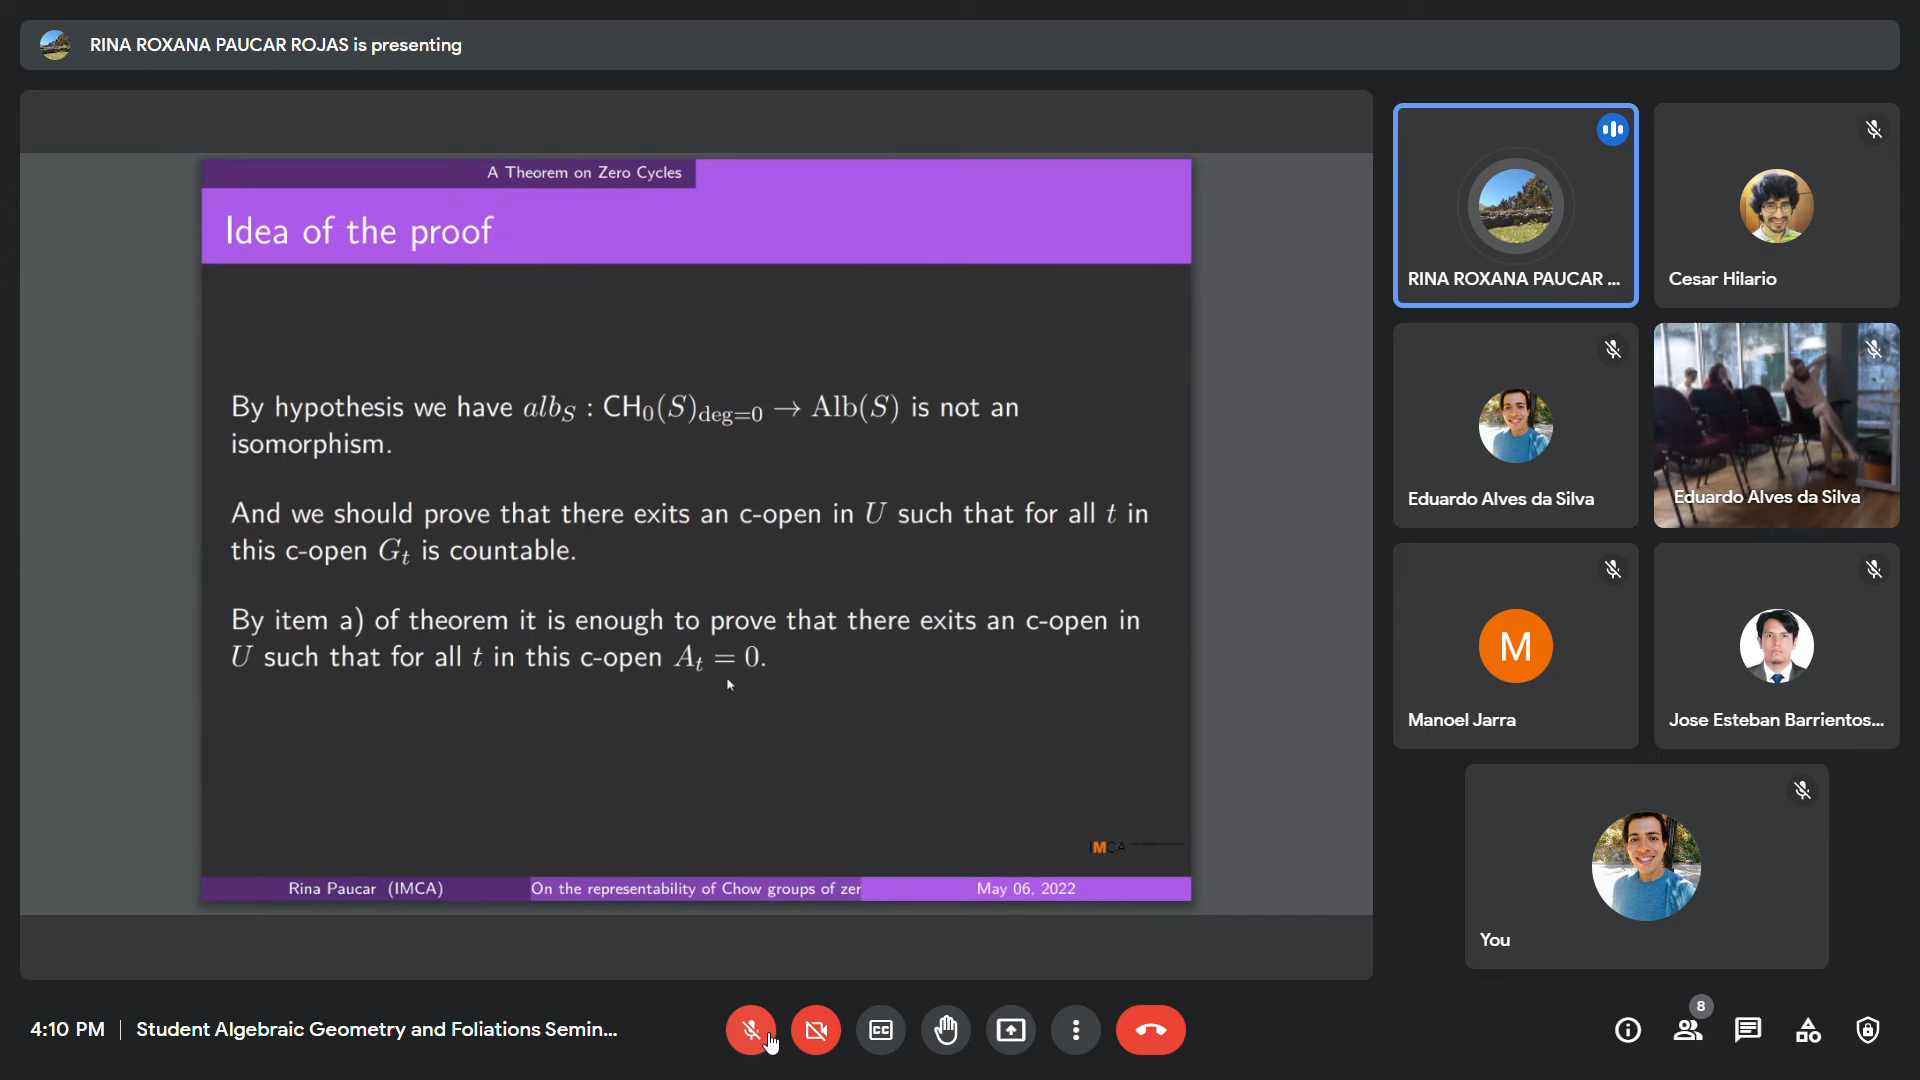 RINA ROXANA PAUCAR ROJAS is presenting
A Theorem on Zero Cycles
Idea of the proof
By hypothesis we have alb_S : CH₀(S)_{deg=0} → Alb(S) is not an
isomorphism.
And we should prove that there exits an c-open in U such that for all t in
this c-open G_t is countable.
By item a) of theorem it is enough to prove that there exits an c-open in
U such that for all t in this c-open A_t = 0.
IMCA
Rina Paucar (IMCA)
On the representability of Chow groups of zer
May 06, 2022
RINA ROXANA PAUCAR ...
Cesar Hilario
Eduardo Alves da Silva
Eduardo Alves da Silva
M
Manoel Jarra
Jose Esteban Barrientos...
You
4:10 PM | Student Algebraic Geometry and Foliations Semin...
CC
8